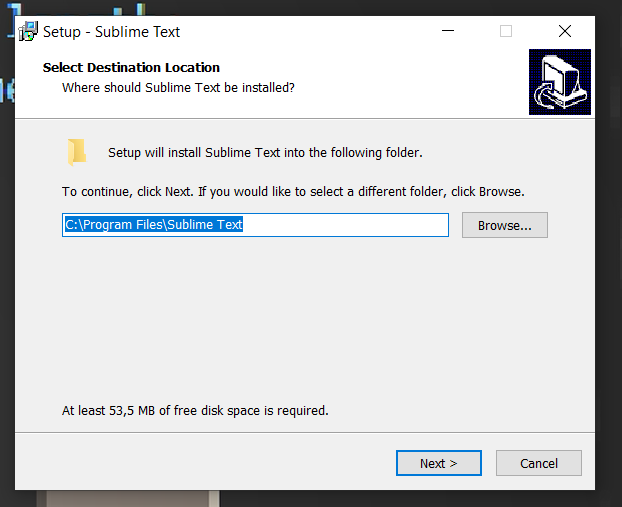 Setup - Sublime Text
Select Destination Location
Where should Sublime Text be installed?
Setup will install Sublime Text into the following folder.
To continue, click Next. If you would like to select a different folder, click Browse.
C:\Program Files\Sublime Text
Browse...
At least 53,5 MB of free disk space is required.
Next >
Cancel